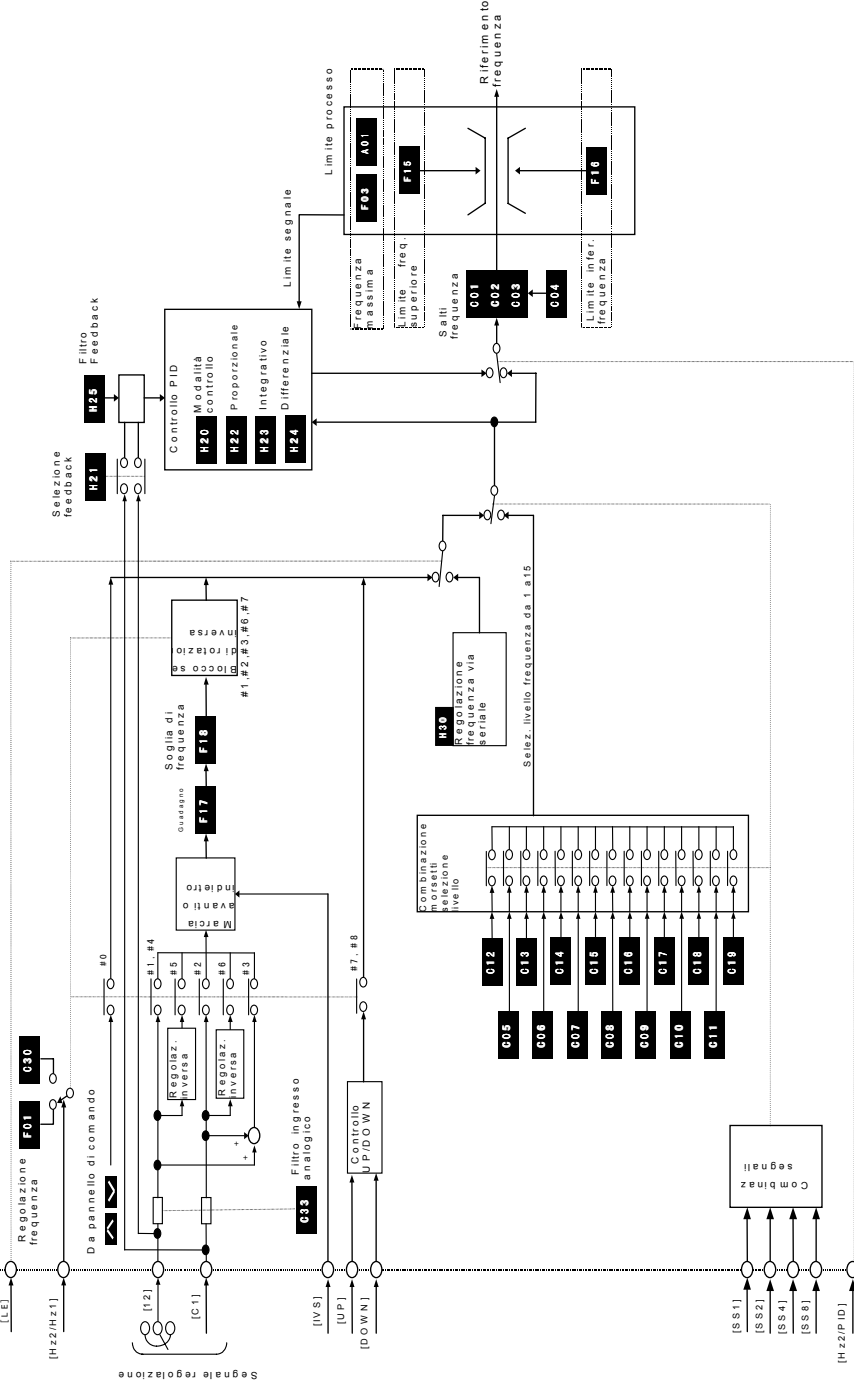 [LE]
[Hz2/Hz1]
[12]
[C1]
[IVS]
[UP]
[DOWN]
[SS1]
[SS2]
[SS4]
[SS8]
[Hz2/PID]
Segnale regolazione
Regolazione
frequenza
F01
C30
Da pannello di comando
#0
#1, #4
#5
#2
#6
#3
#7, #8
Regolaz.
inversa
Regolaz.
inversa
+
+
Filtro ingresso
analogico
C33
Controllo
UP/DOWN
Marcia
avanti o
indietro
Guadagno
F17
Soglia di
frequenza
F18
Blocco se
di rotazio
inversa
#1,#2,#3,#6,#7
Selezione
feedback
H21
Filtro
Feedback
H25
Controllo PID
H20
Modalità
controllo
H22
Proporzionale
H23
Integrativo
H24
Differenziale
Limite segnale
Limite processo
Frequenza
massima
F03
A01
Limite freq.
superiore
F15
Limite infer.
frequenza
F16
Riferimento
frequenza
Salti
frequenza
C01
C02
C03
C04
H30
Regolazione
frequenza via
seriale
Selez. livello frequenza da 1 a15
Combinazione
morsetti
selezione
livello
C12
C05
C13
C06
C14
C07
C15
C08
C16
C09
C17
C10
C18
C11
C19
Combinaz
segnali